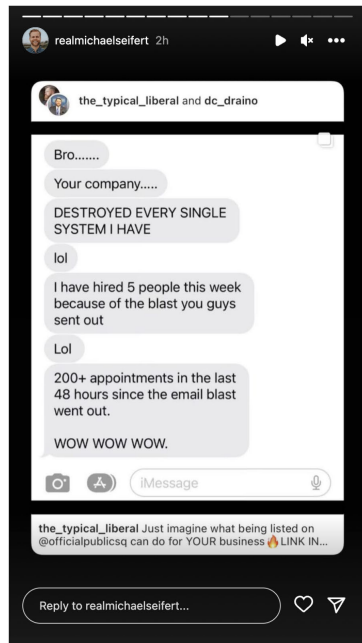 realmichaelseifert 2h
the_typical_liberal and dc_draino
Bro.......
Your company.....
DESTROYED EVERY SINGLE
SYSTEM I HAVE
lol
I have hired 5 people this week
because of the blast you guys
sent out
Lol
200+ appointments in the last
48 hours since the email blast
went out.
WOW WOW WOW.
iMessage
the_typical_liberal Just imagine what being listed on
@officialpublicsq can do for YOUR business🔥LINK IN...
Reply to realmichaelseifert...